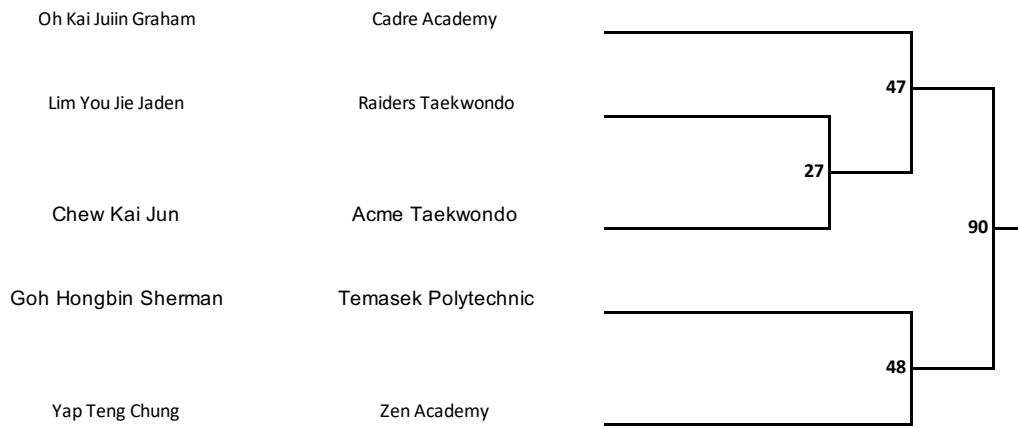 Oh Kai Juiin Graham Cadre Academy
47
Lim You Jie Jaden Raiders Taekwondo
27
Chew Kai Jun Acme Taekwondo
90
Goh Hongbin Sherman Temasek Polytechnic
48
Yap Teng Chung Zen Academy